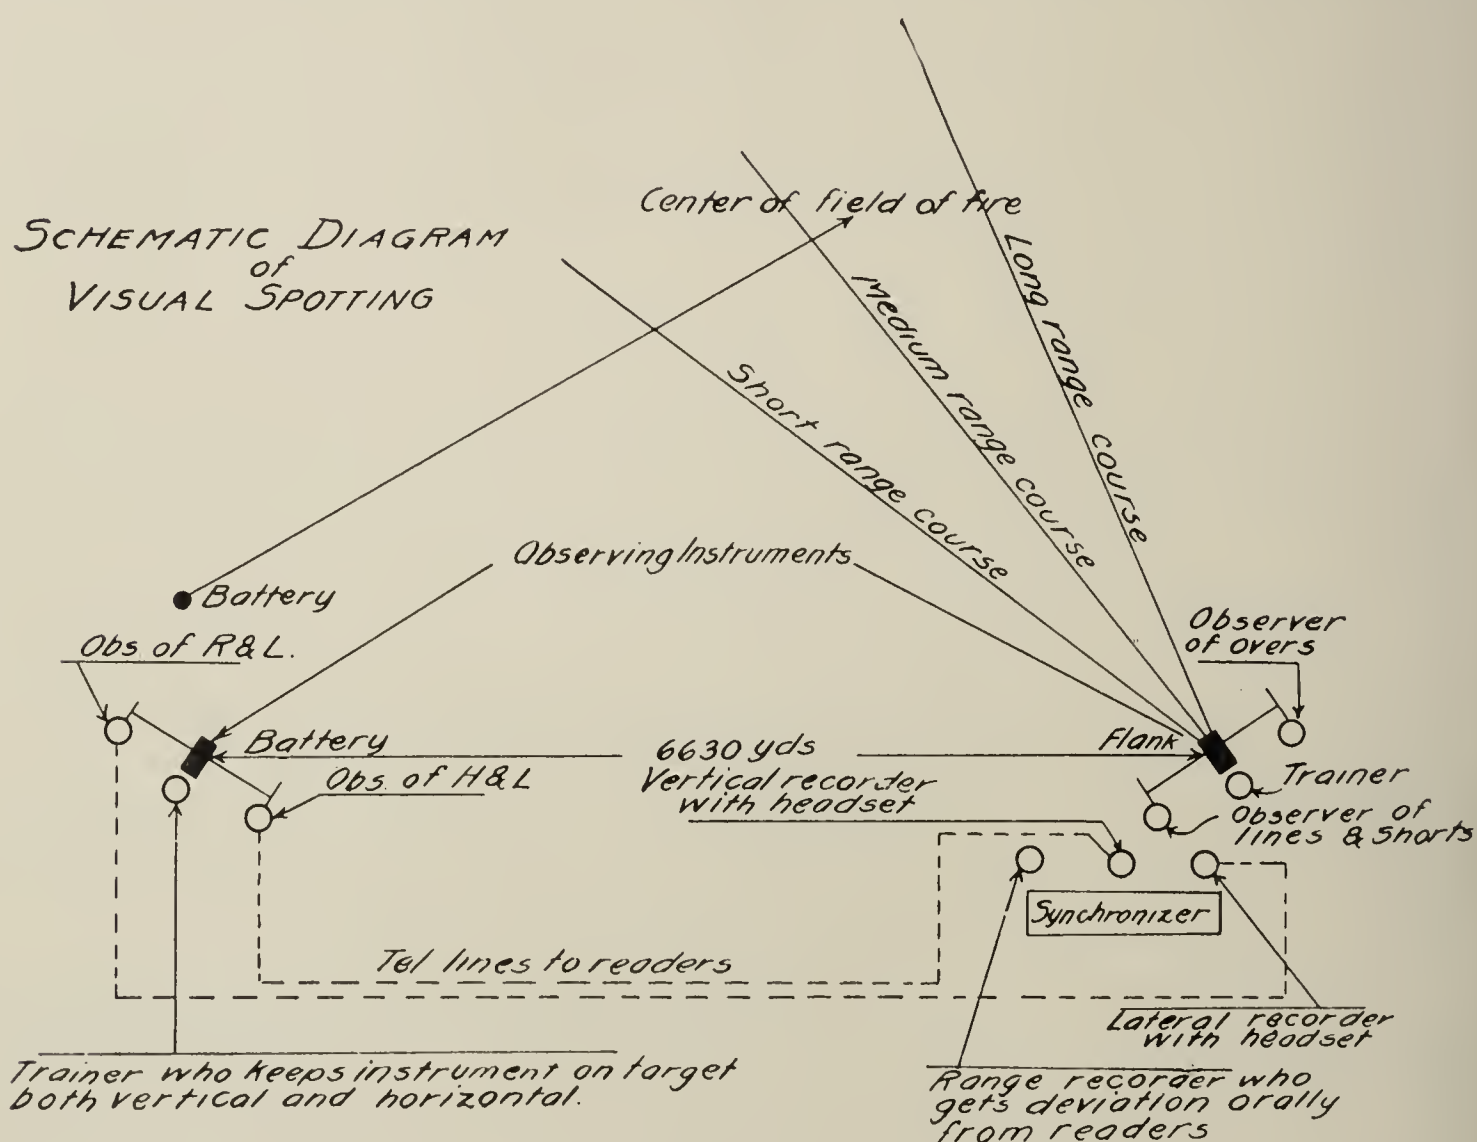 SCHEMATIC DIAGRAM
of
VISUAL SPOTTING
Center of field of fire
Long range course
Medium range course
Short range course
Observing Instruments
Battery
Obs. of R & L.
Observer
of overs
Battery
6630 yds
Flank
Obs. of H & L
Vertical recorder
with headset
Trainer
Observer of
lines & Shorts
Synchronizer
Tel lines to readers
Lateral recorder
with headset
Trainer who keeps instrument on target
both vertical and horizontal.
Range recorder who
gets deviation orally
from readers